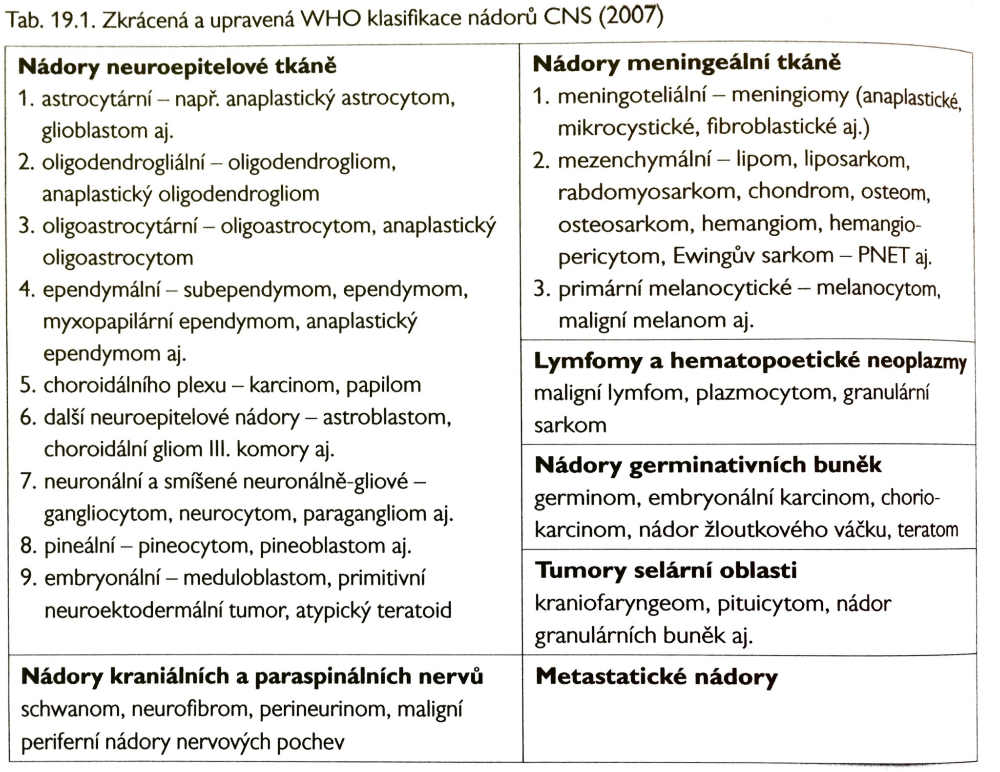 Tab. 19.1. Zkrácená a upravená WHO klasifikace nádorů CNS (2007)
Nádory neuroepitelové tkáně
1. astrocytární – např. anaplastický astrocytom,
glioblastom aj.
2. oligodendrogliální – oligodendrogliom,
anaplastický oligodendrogliom
3. oligoastrocytární – oligoastrocytom, anaplastický
oligoastrocytom
4. ependymální – subependymom, ependymom,
myxopapilární ependymom, anaplastický
ependymom aj.
5. choroidálního plexu – karcinom, papilom
6. další neuroepitelové nádory – astroblastom,
choroidální gliom III. komory aj.
7. neuronální a smíšené neuronálně-gliové –
gangliocytom, neurocytom, paragangliom aj.
8. pineální – pineocytom, pineoblastom aj.
9. embryonální – meduloblastom, primitivní
neuroektodermální tumor, atypický teratoid
Nádory kraniálních a paraspinálních nervů
schwanom, neurofibrom, perineurinom, maligní
periferní nádory nervových pochev
Nádory meningeální tkáně
1. meningoteliální – meningiomy (anaplastické,
mikrocystické, fibroblastické aj.)
2. mezenchymální – lipom, liposarkom,
rabdomyosarkom, chondrom, osteom,
osteosarkom, hemangiom, hemangio-
pericytom, Ewingův sarkom – PNET aj.
3. primární melanocytické – melanocytom,
maligní melanom aj.
Lymfomy a hematopoetické neoplazmy
maligní lymfom, plazmocytom, granulární
sarkom
Nádory germinativních buněk
germinom, embryonální karcinom, chorio-
karcinom, nádor žloutkového váčku, teratom
Tumory selární oblasti
kraniofaryngeom, pituicytom, nádor
granulárních buněk aj.
Metastatické nádory